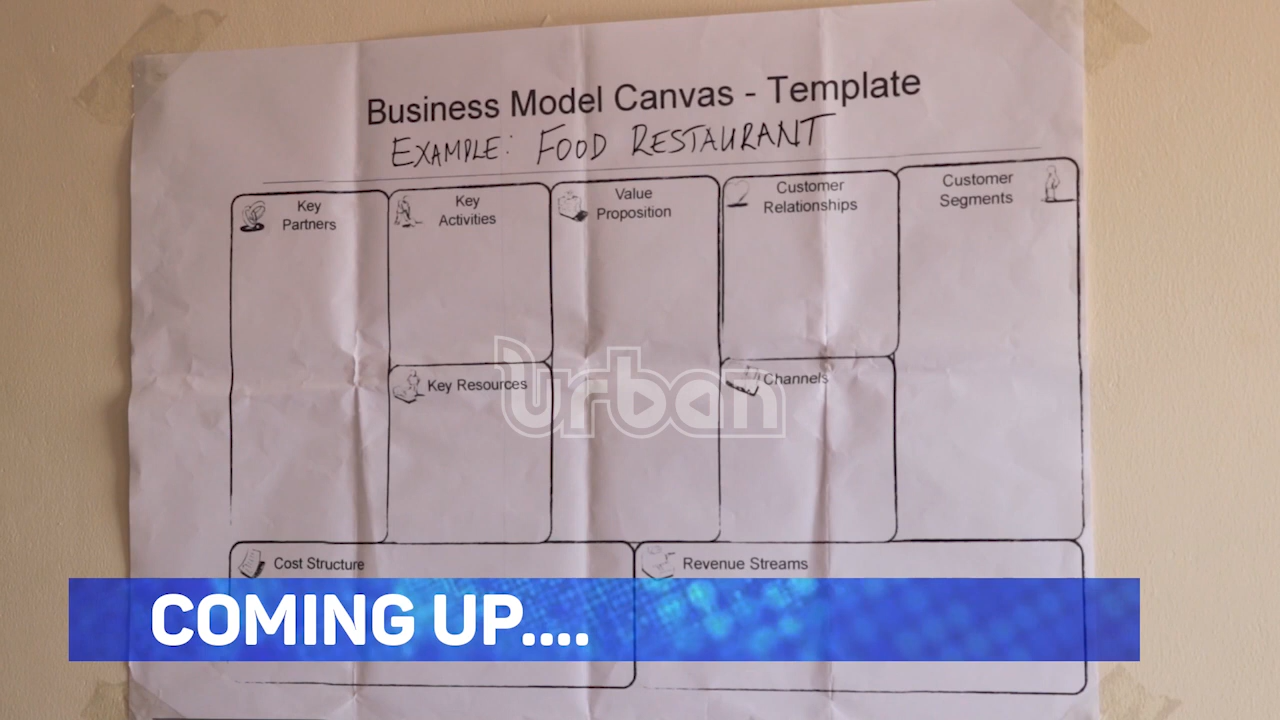 Business Model Canvas - Template
EXAMPLE: FOOD RESTAURANT
Key
Partners
Key
Activities
Value
Proposition
Customer
Relationships
Customer
Segments
Key Resources
Channels
urban
Cost Structure
Revenue Streams
COMING UP....